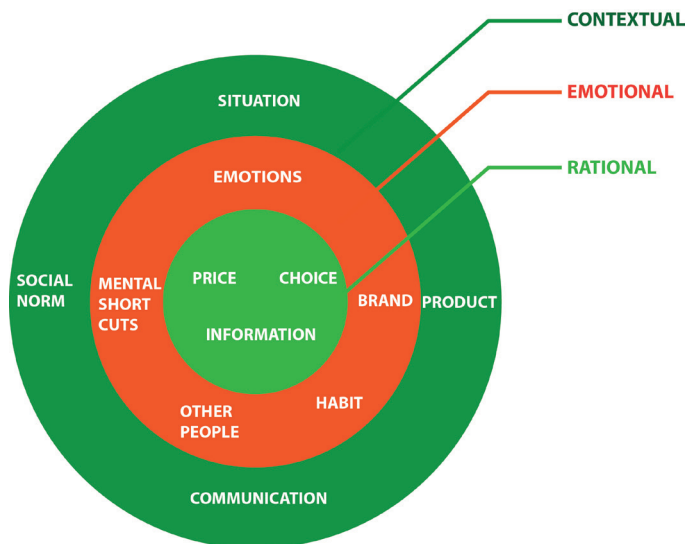 CONTEXTUAL
SITUATION
EMOTIONAL
EMOTIONS
RATIONAL
SOCIAL
NORM
MENTAL
SHORT
CUTS
PRICE
CHOICE
INFORMATION
BRAND
PRODUCT
OTHER
PEOPLE
HABIT
COMMUNICATION